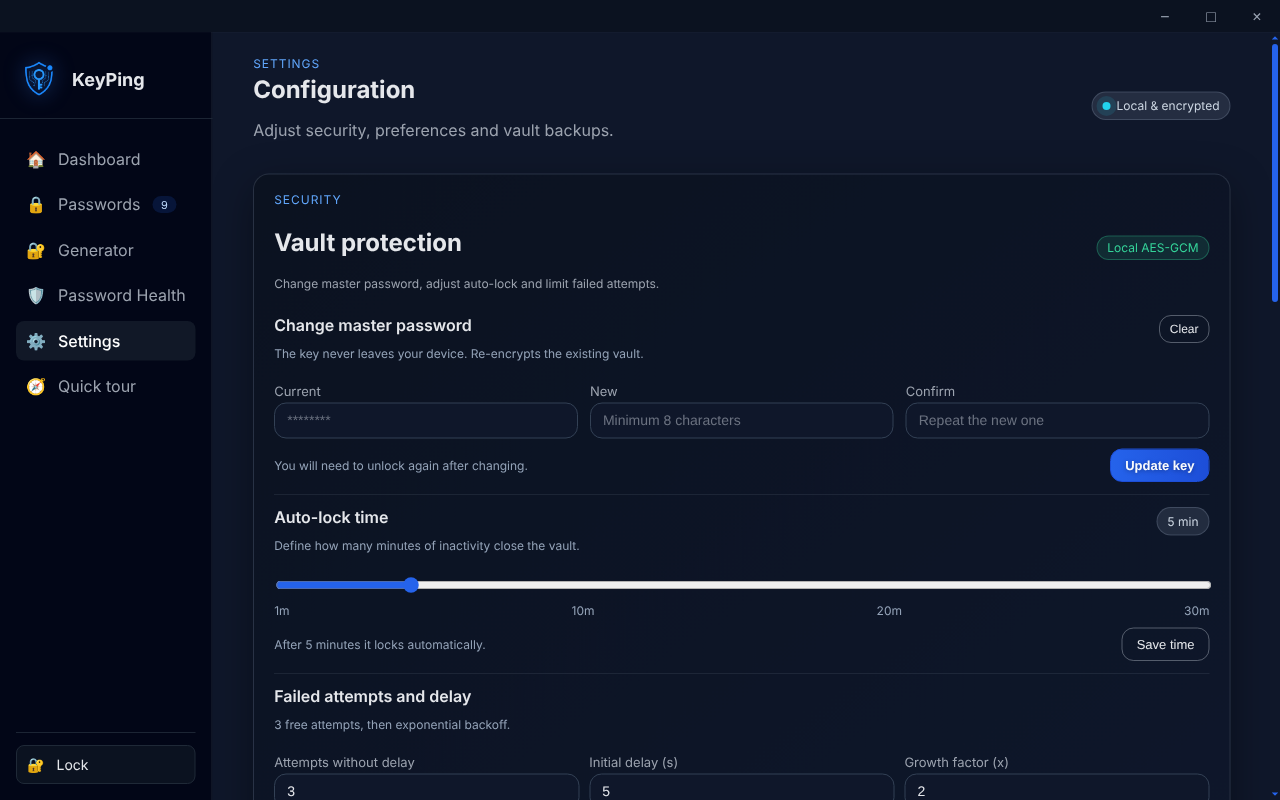 KeyPing
Dashboard
Passwords 9
Generator
Password Health
Settings
Quick tour
Lock
SETTINGS
Configuration
Adjust security, preferences and vault backups.
Local & encrypted
SECURITY
Vault protection
Local AES-GCM
Change master password, adjust auto-lock and limit failed attempts.
Change master password
Clear
The key never leaves your device. Re-encrypts the existing vault.
Current New Confirm
******** Minimum 8 characters Repeat the new one
You will need to unlock again after changing.
Update key
Auto-lock time
5 min
Define how many minutes of inactivity close the vault.
1m 10m 20m 30m
After 5 minutes it locks automatically.
Save time
Failed attempts and delay
3 free attempts, then exponential backoff.
Attempts without delay Initial delay (s) Growth factor (x)
3 5 2